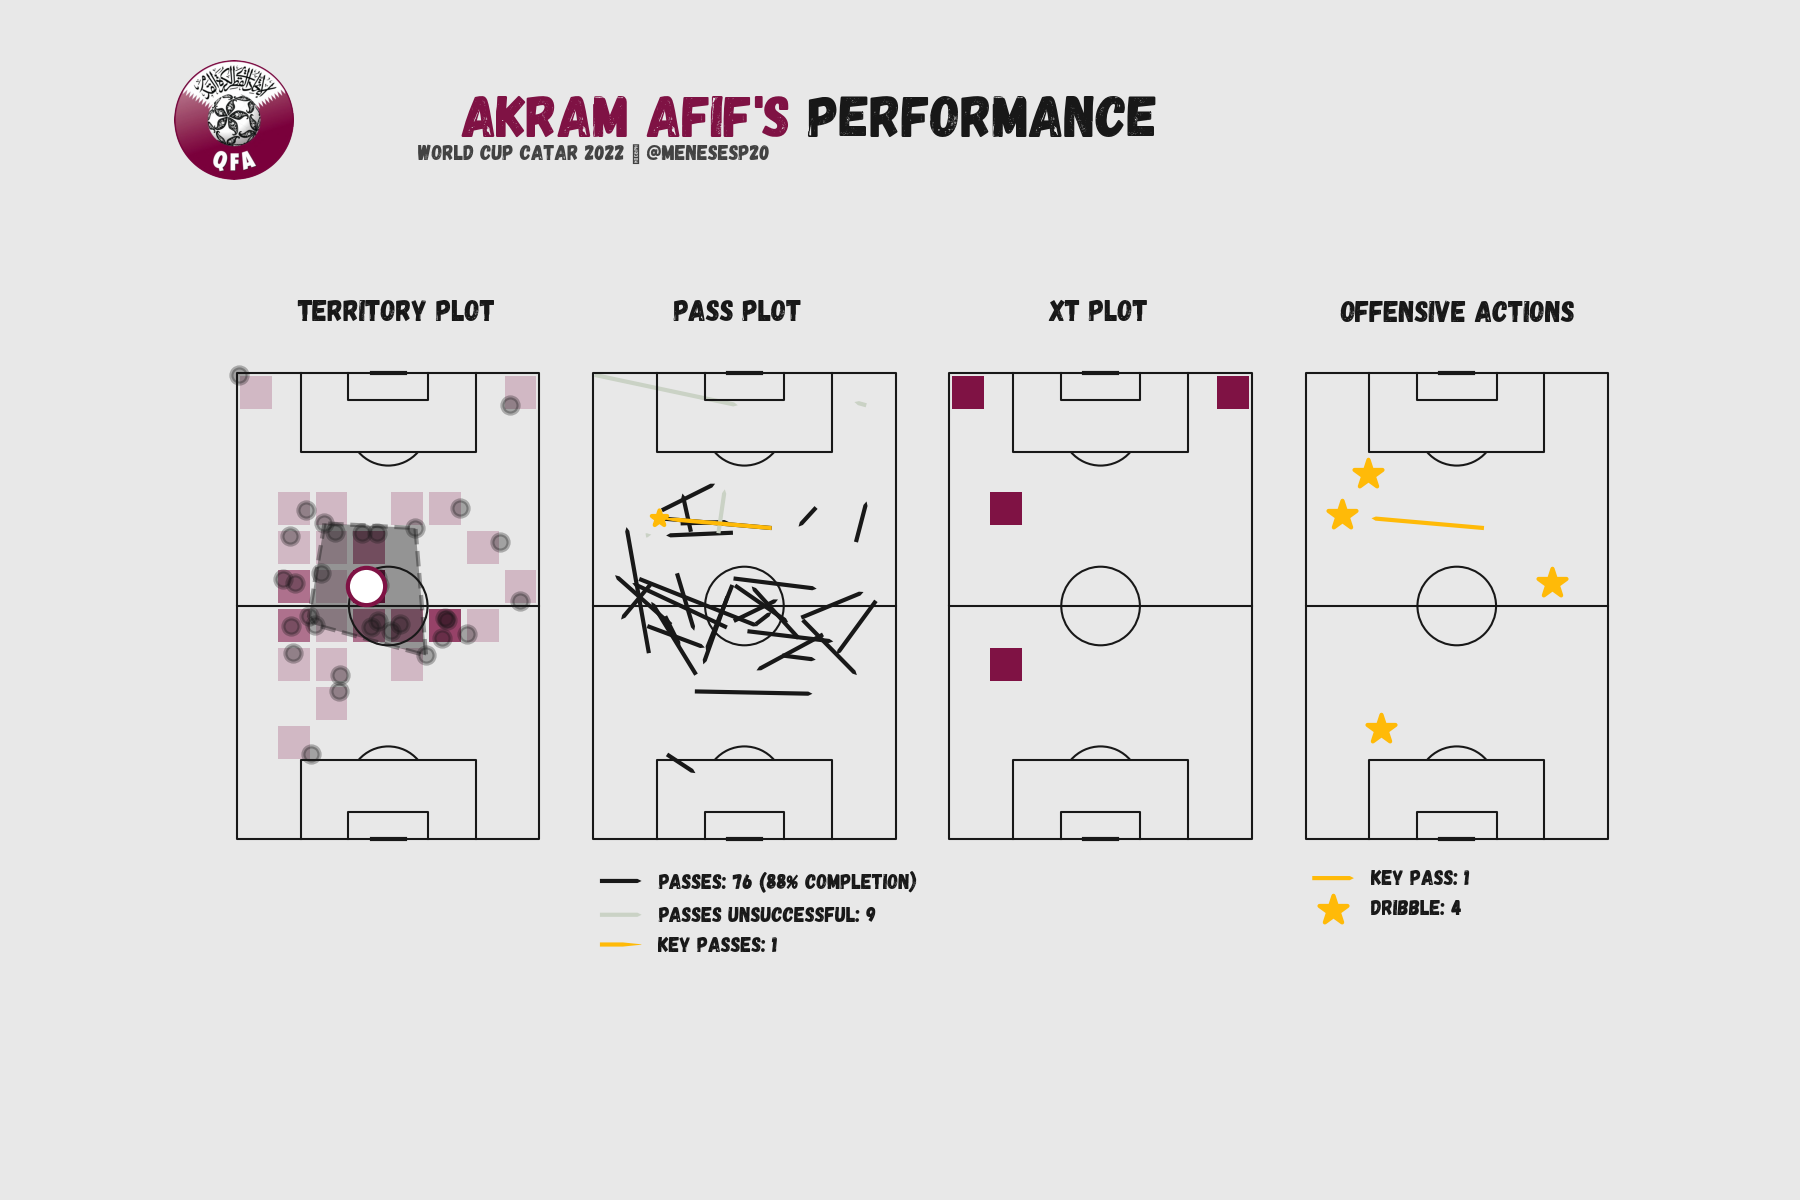 QFA
AKRAM AFIF'S PERFORMANCE
WORLD CUP CATAR 2022 @MENESESP20
TERRITORY PLOT
PASS PLOT
XT PLOT
OFFENSIVE ACTIONS
PASSES: 76 (88% COMPLETION)
PASSES UNSUCCESSFUL: 9
KEY PASSES: 1
KEY PASS: 1
DRIBBLE: 4